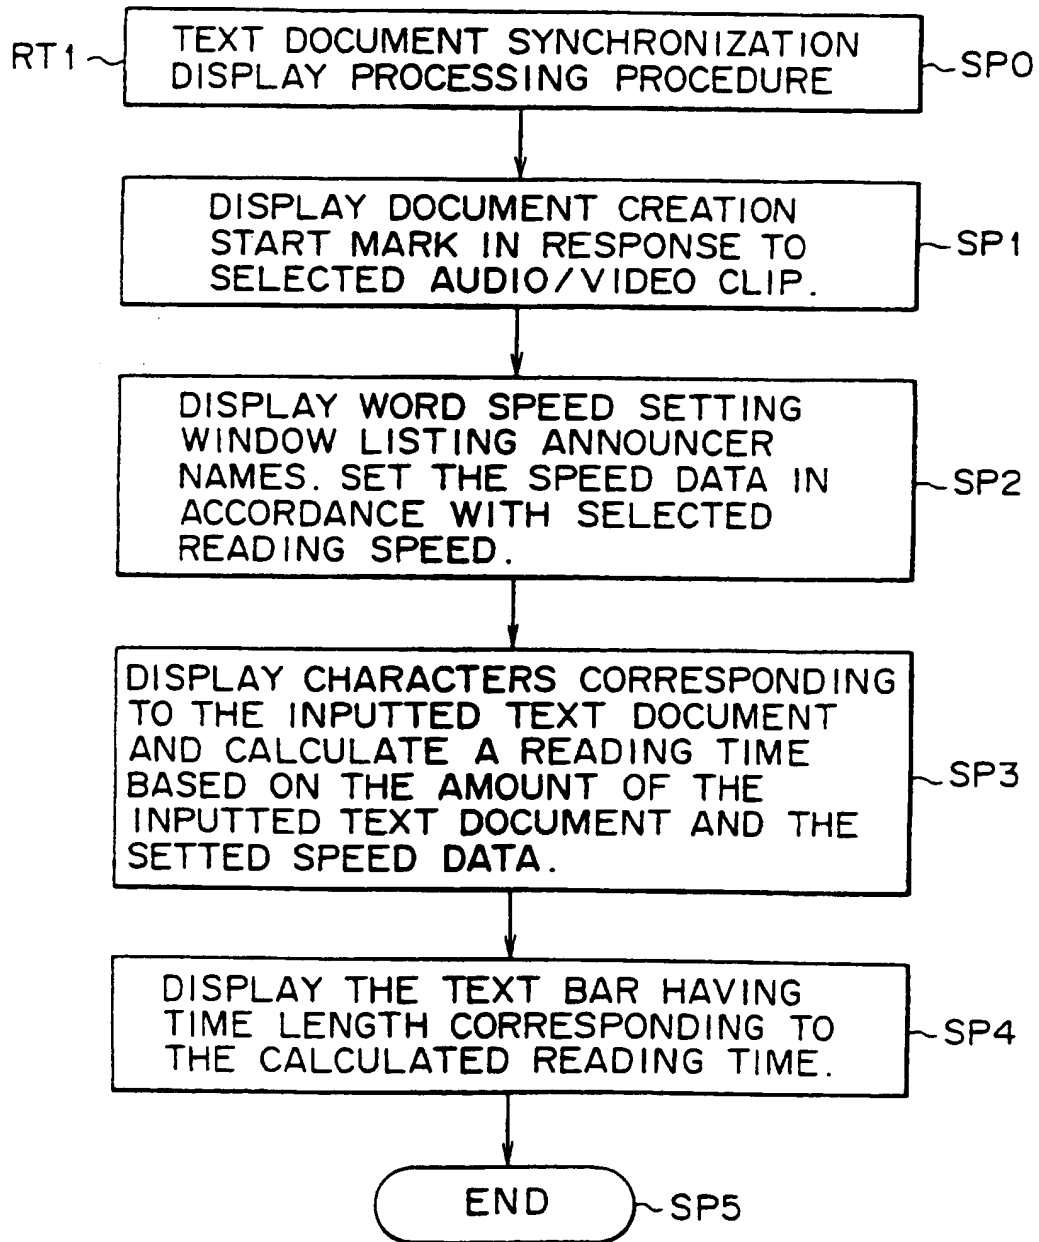 TEXT DOCUMENT SYNCHRONIZATION
RT1
DISPLAY PROCESSING PROCEDURE
SP0
DISPLAY DOCUMENT CREATION
START MARK IN RESPONSE TO
SP1
SELECTED AUDIO/VIDEO CLIP.
DISPLAY WORD SPEED SETTING
WINDOW LISTING ANNOUNCER
NAMES. SET THE SPEED DATA IN
SP2
ACCORDANCE WITH SELECTED
READING SPEED.
DISPLAY CHARACTERS CORRESPONDING
TO THE INPUTTED TEXT DOCUMENT
AND CALCULATE A READING TIME
SP3
BASED ON THE AMOUNT OF THE
INPUTTED TEXT DOCUMENT AND THE
SETTED SPEED DATA.
DISPLAY THE TEXT BAR HAVING
TIME LENGTH CORRESPONDING TO
SP4
THE CALCULATED READING TIME.
END
SP5